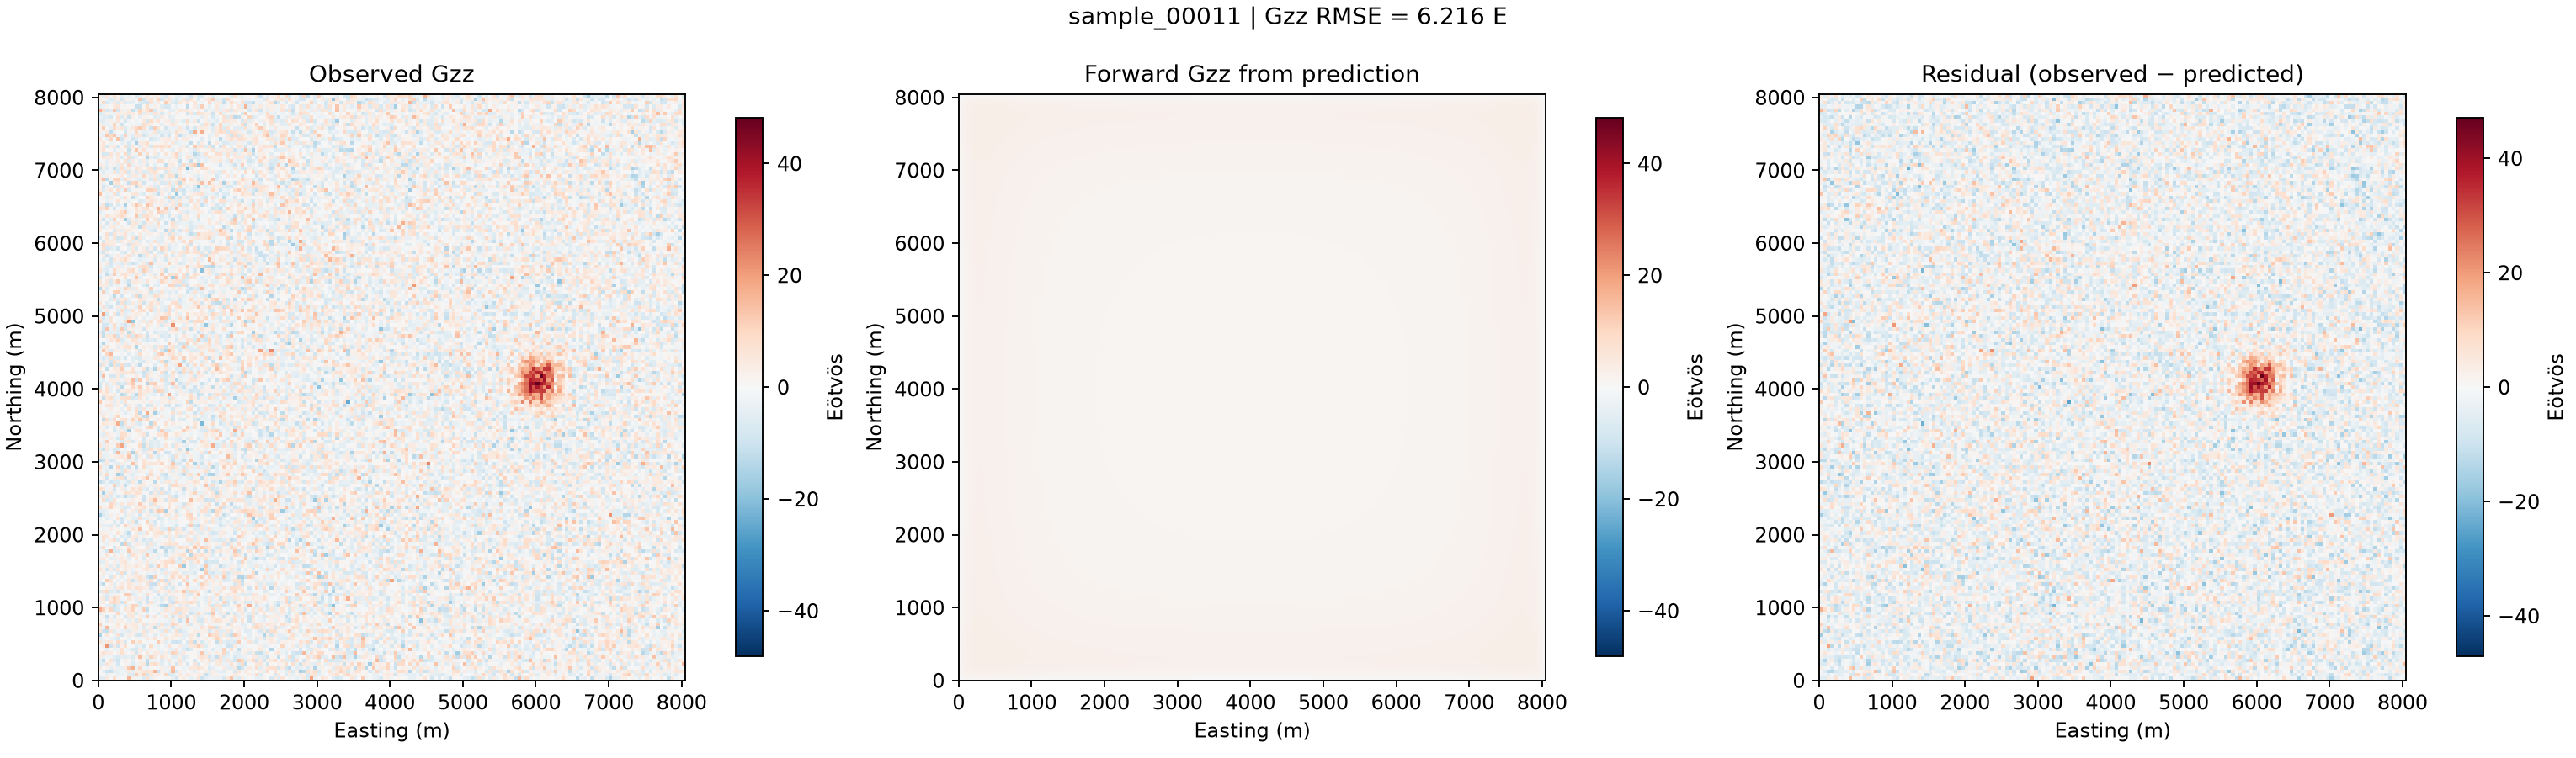 sample_00011 | Gzz RMSE = 6.216 E
Observed Gzz
8000
7000
6000
5000
4000
3000
2000
1000
0
Northing (m)
0 1000 2000 3000 4000 5000 6000 7000 8000
Easting (m)
40
20
0
−20
−40
Eötvös
Forward Gzz from prediction
8000
7000
6000
5000
4000
3000
2000
1000
0
Northing (m)
0 1000 2000 3000 4000 5000 6000 7000 8000
Easting (m)
40
20
0
−20
−40
Eötvös
Residual (observed − predicted)
8000
7000
6000
5000
4000
3000
2000
1000
0
Northing (m)
0 1000 2000 3000 4000 5000 6000 7000 8000
Easting (m)
40
20
0
−20
−40
Eötvös